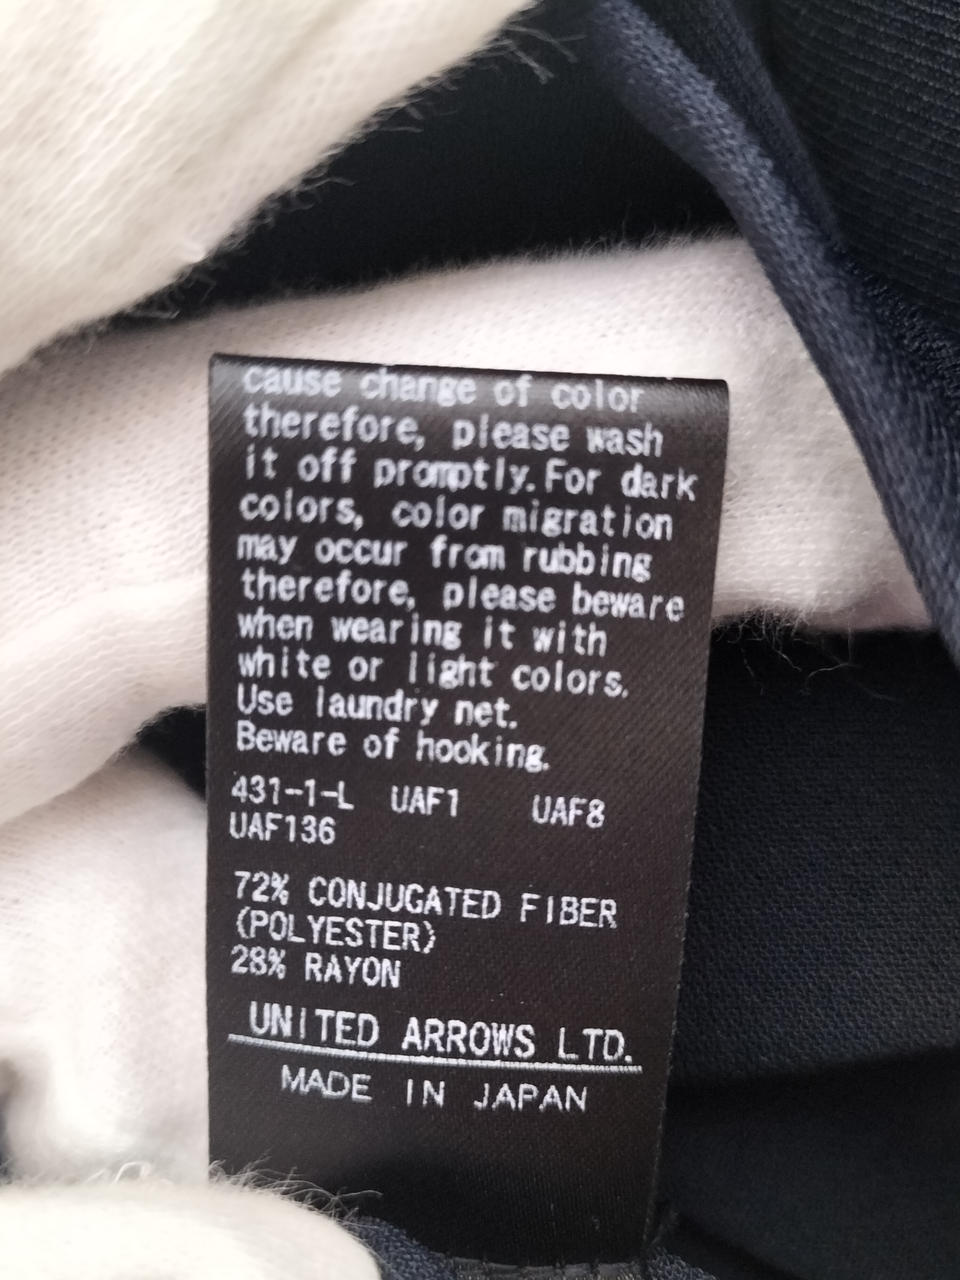 cause change of color
therefore, please wash
it off promptly. For dark
colors, color migration
may occur from rubbing
therefore, please beware
when wearing it with
white or light colors.
Use laundry net.
Beware of hooking.
431-1-L UAF1 UAF8
UAF136
72% CONJUGATED FIBER
(POLYESTER)
28% RAYON
UNITED ARROWS LTD.
MADE IN JAPAN